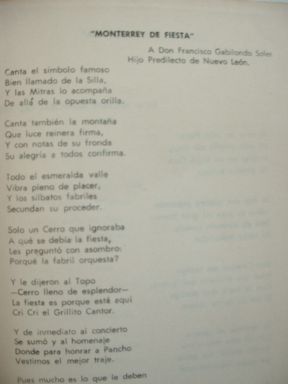 "MONTERREY DE FIESTA"
A Don Francisco Gabilondo Soler
Hijo Predilecto de Nuevo León.
Canta el símbolo famoso
Bien llamado de la Silla,
Y las Mitras lo acompaña
De allá de la opuesta orilla.
Canta también la montaña
Que luce reinera firma,
Y con notas de su fronda
Su alegría a todos confirma.
Todo el esmeralda valle
Vibra pleno de placer,
Y los silbatos fabriles
Secundan su proceder.
Solo un Cerro que ignoraba
A qué se debía la fiesta,
Les preguntó con asombro:
Porqué la fabril orquesta?
Y le dijeron al Topo
—Cerro lleno de esplendor—
La fiesta es porque está aquí
Cri Cri el Grillito Cantor.
Y de inmediato al concierto
Se sumó y al homenaje
Donde para honrar a Pancho
Vestimos el mejor traje.
Pues mucho es lo que le deben